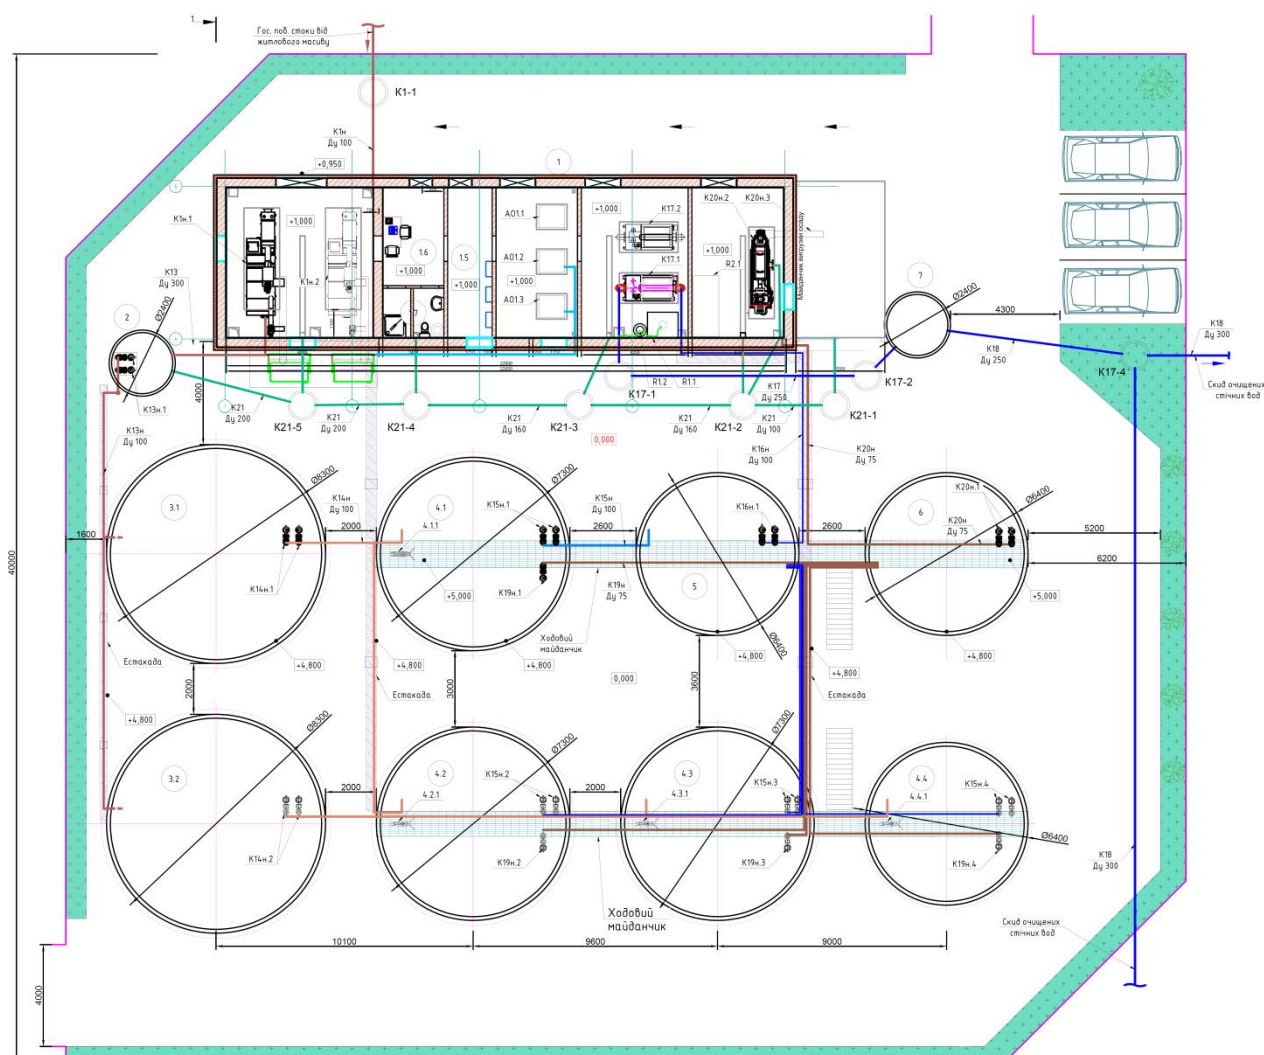 1
Гос. поб. стоки від
житлового масиву
К1-1
К1н
Ду 100
+0,950
1
К1н.1
+1,000
К1н.2
1.6
+1,000
1.5
+1,000
А01.1
А01.2
+1,000
А01.3
+1,000
К17.2
К17.1
К20н.2
К20н.3
+1,000
R2.1
Майданчик вигрузки осаду
К13
Ду 300
2
Ø2400
К13н.1
К13н
Ду 100
7
Ø2400
4300
К18
Ду 250
К17-4
К18
Ду 300
Скид очищених
стічних вод
4000
К21
Ду 200
К21-5
К21
Ду 200
К21-4
К21
Ду 160
К21-3
К17-1
R1.2
R1.1
К21
Ду 160
К21-2
К17
Ду 250
К21
Ду 100
К21-1
К17-2
0,000
К16н
Ду 100
К20н
Ду 75
40000
1600
3.1
Ø8300
К14н
Ду 100
2000
К14н.1
4.1
4.1.1
Ø7300
К15н.1
+5,000
К19н.1
К15н
Ду 100
2600
К19н
Ду 75
К16н.1
5
Ø6400
2600
6
К20н.1
К20н
Ду 75
Ø6400
5200
6200
+5,000
Ходовий
майданчик
Естакада
+4,800
+4,800
+4,800
+4,800
+4,800
+4,800
+4,800
2000
Естакада
3000
0,000
3600
Естакада
3.2
Ø8300
2000
К14н.2
4.2
4.2.1
Ø7300
К15н.2
К19н.2
2000
4.3
4.3.1
Ø7300
К15н.3
К19н.3
4.4
4.4.1
К15н.4
К19н.4
Ø6400
К18
Ду 300
Ходовий
майданчик
Скид очищених
стічних вод
10100
9600
9000
4000